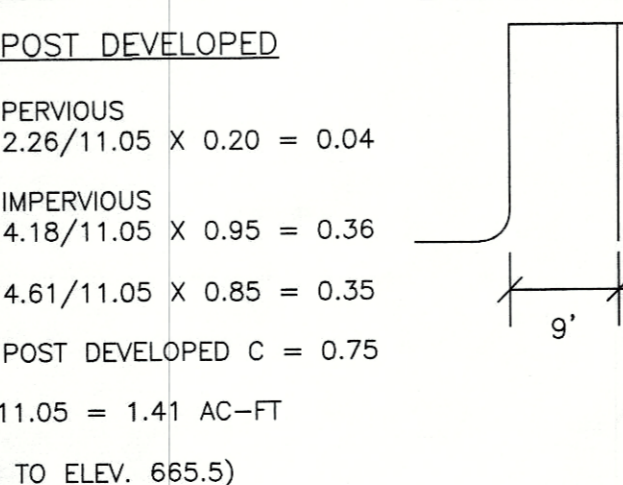 POST DEVELOPED
PERVIOUS
2.26/11.05 X 0.20 = 0.04
IMPERVIOUS
4.18/11.05 X 0.95 = 0.36
4.61/11.05 X 0.85 = 0.35
POST DEVELOPED C = 0.75
11.05 = 1.41 AC-FT
TO ELEV. 665.5)
9'